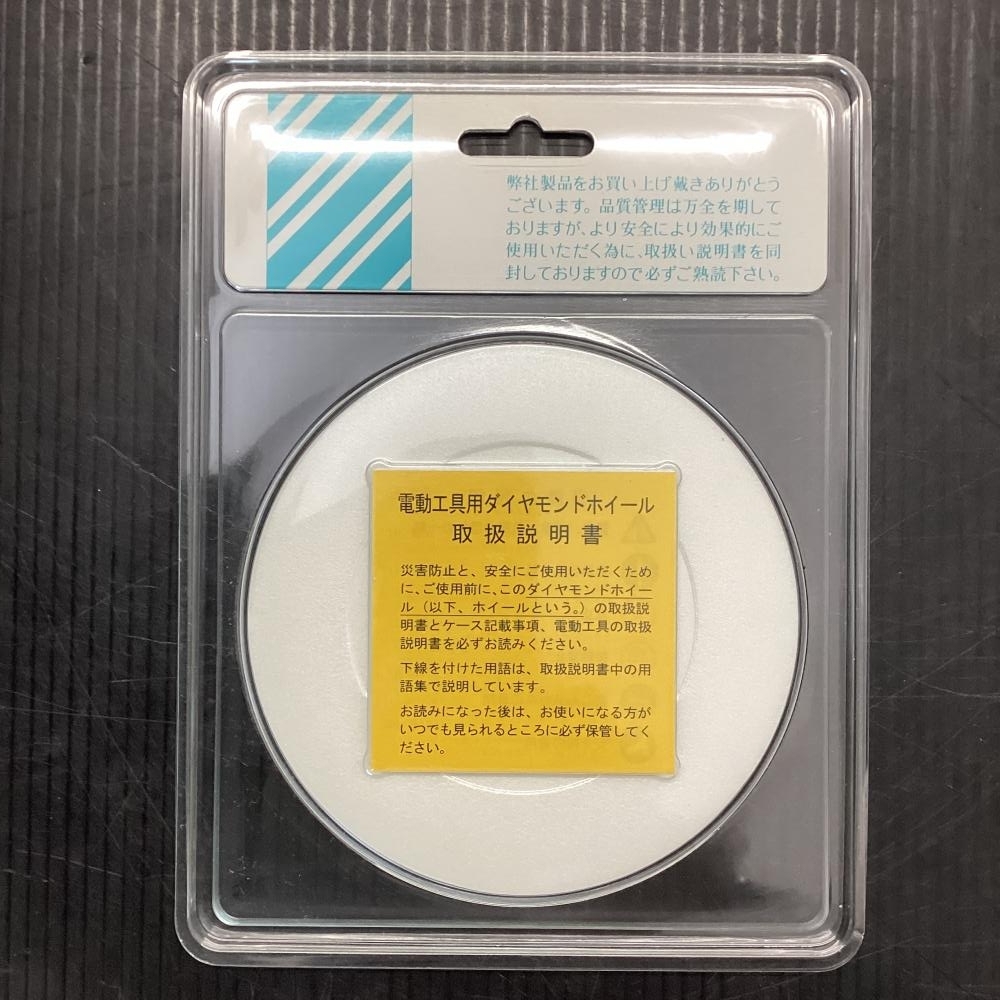 弊社製品をお買い上げ戴きありがとう
ございます。品質管理は万全を期して
おりますが、より安全により効果的にご
使用いただく為に、取扱い説明書を同
封しておりますので必ずご熟読下さい。
電動工具用ダイヤモンドホイール
取扱説明書
災害防止と、安全にご使用いただくため
に、ご使用前に、このダイヤモンドホイー
ル（以下、ホイールという。）の取扱説
明書とケース記載事項、電動工具の取扱
説明書を必ずお読みください。
下線を付けた用語は、取扱説明書中の用
語集で説明しています。
お読みになった後は、お使いになる方が
いつでも見られるところに必ず保管してく
ださい。